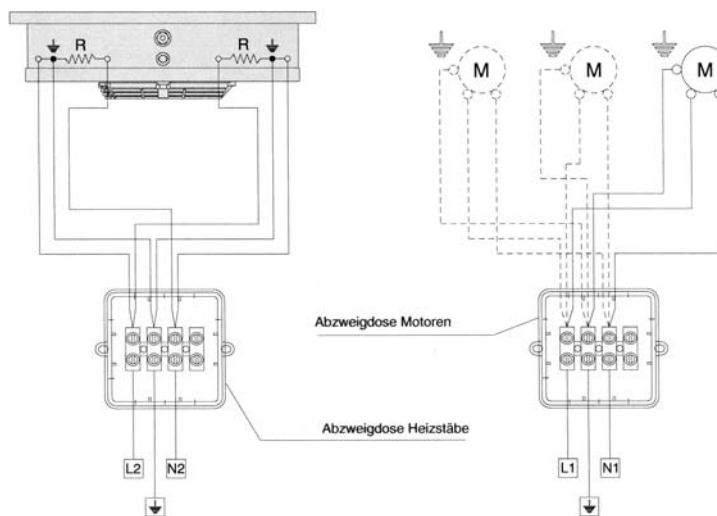 R
R
M
M
M
Abzweigdose Motoren
Abzweigdose Heizstäbe
L2
N2
L1
N1